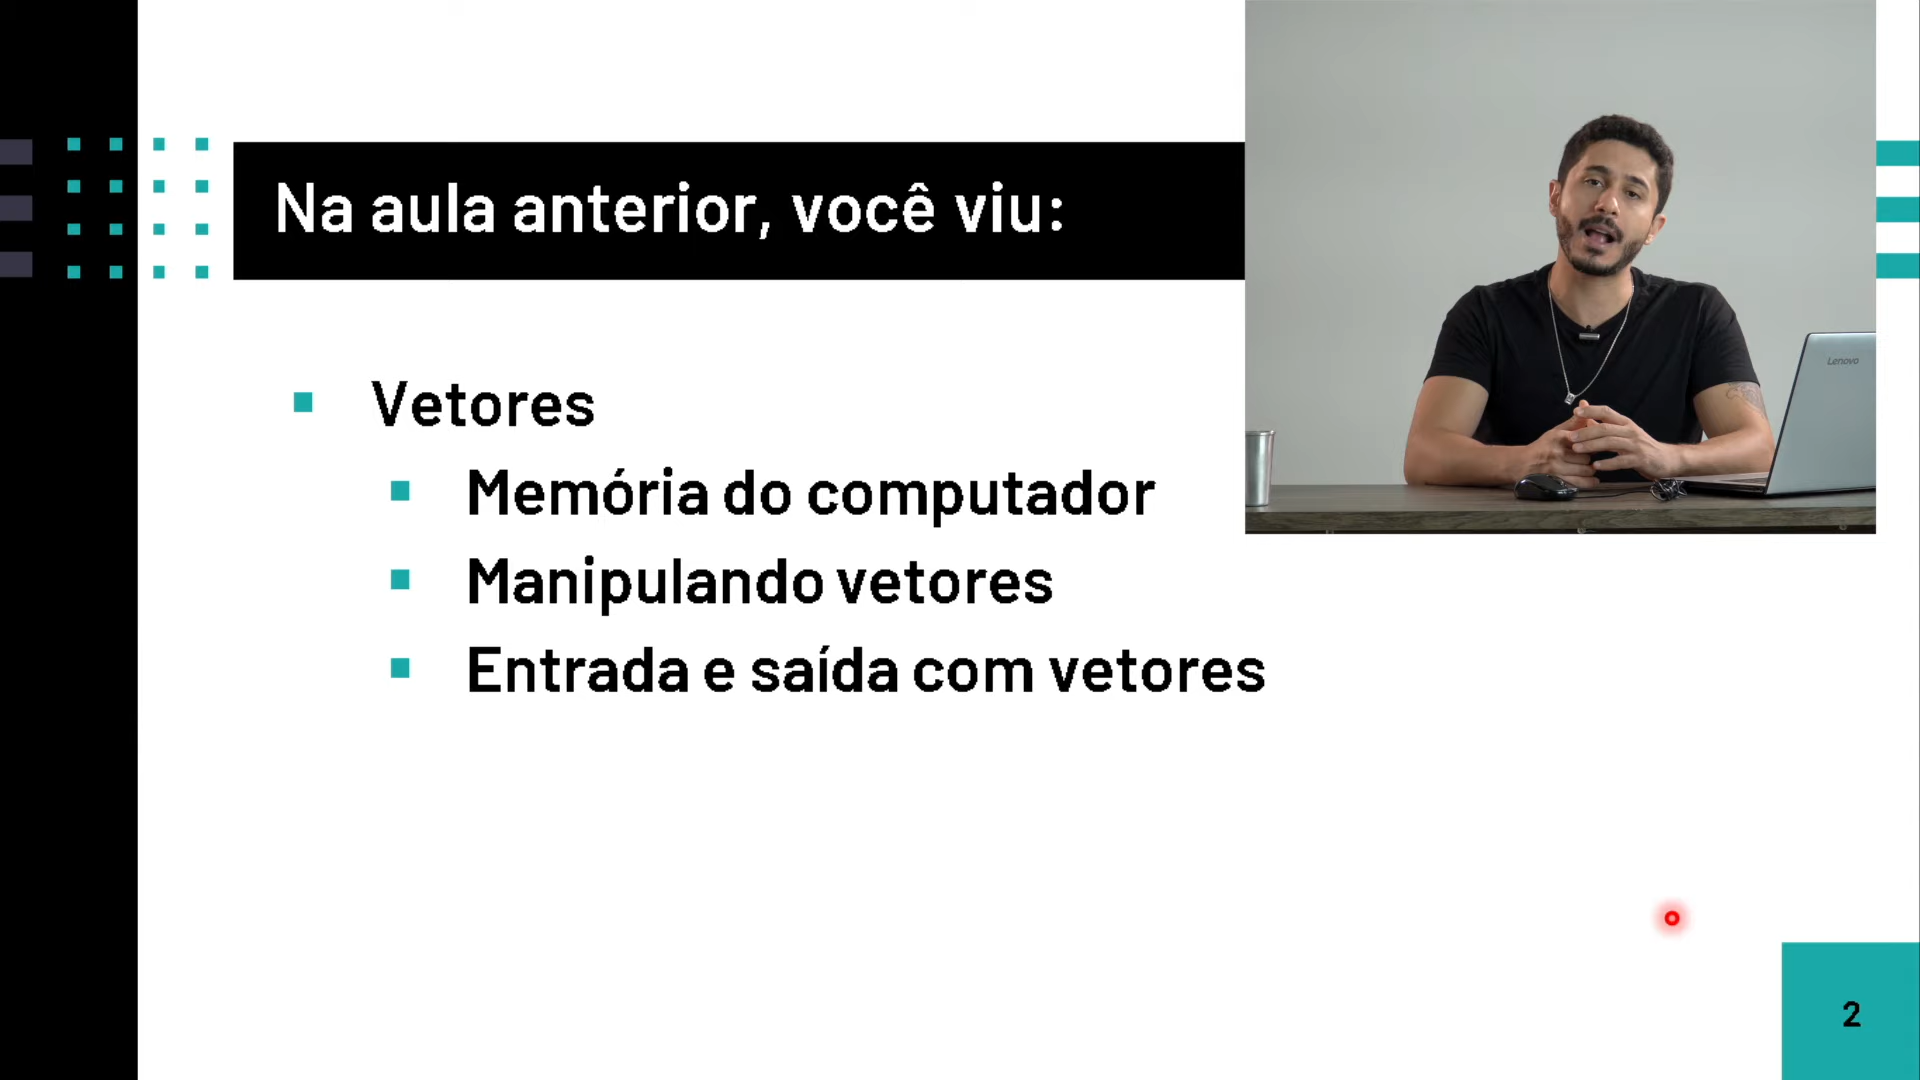 Na aula anterior, você viu:
Lenovo
Vetores
Memória do computador
Manipulando vetores
Entrada e saída com vetores
2